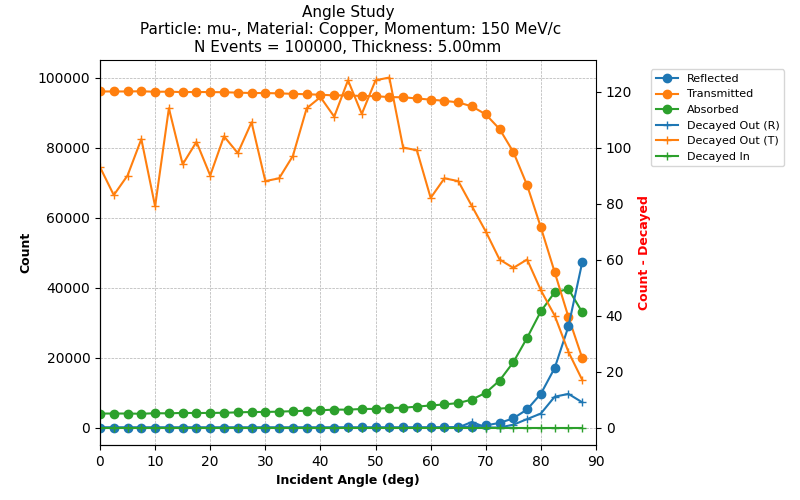 Angle Study
Particle: mu-, Material: Copper, Momentum: 150 MeV/c
N Events = 100000, Thickness: 5.00mm
100000
80000
60000
40000
20000
0
Count
0 10 20 30 40 50 60 70 80 90
Incident Angle (deg)
120
100
80
60
40
20
0
Count - Decayed
Reflected
Transmitted
Absorbed
Decayed Out (R)
Decayed Out (T)
Decayed In